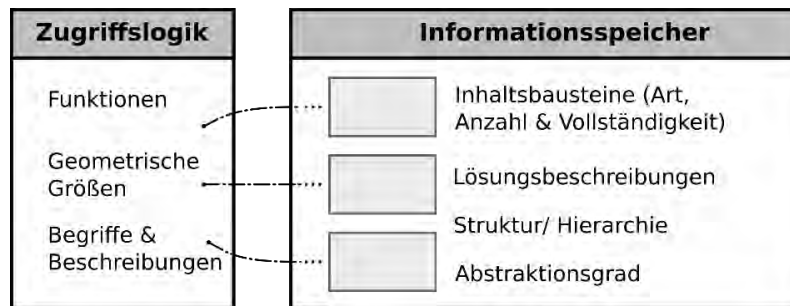 Zugriffslogik
Funktionen
Geometrische
Größen
Begriffe &
Beschreibungen
Informationsspeicher
Inhaltsbausteine (Art,
Anzahl & Vollständigkeit)
Lösungsbeschreibungen
Struktur/ Hierarchie
Abstraktionsgrad